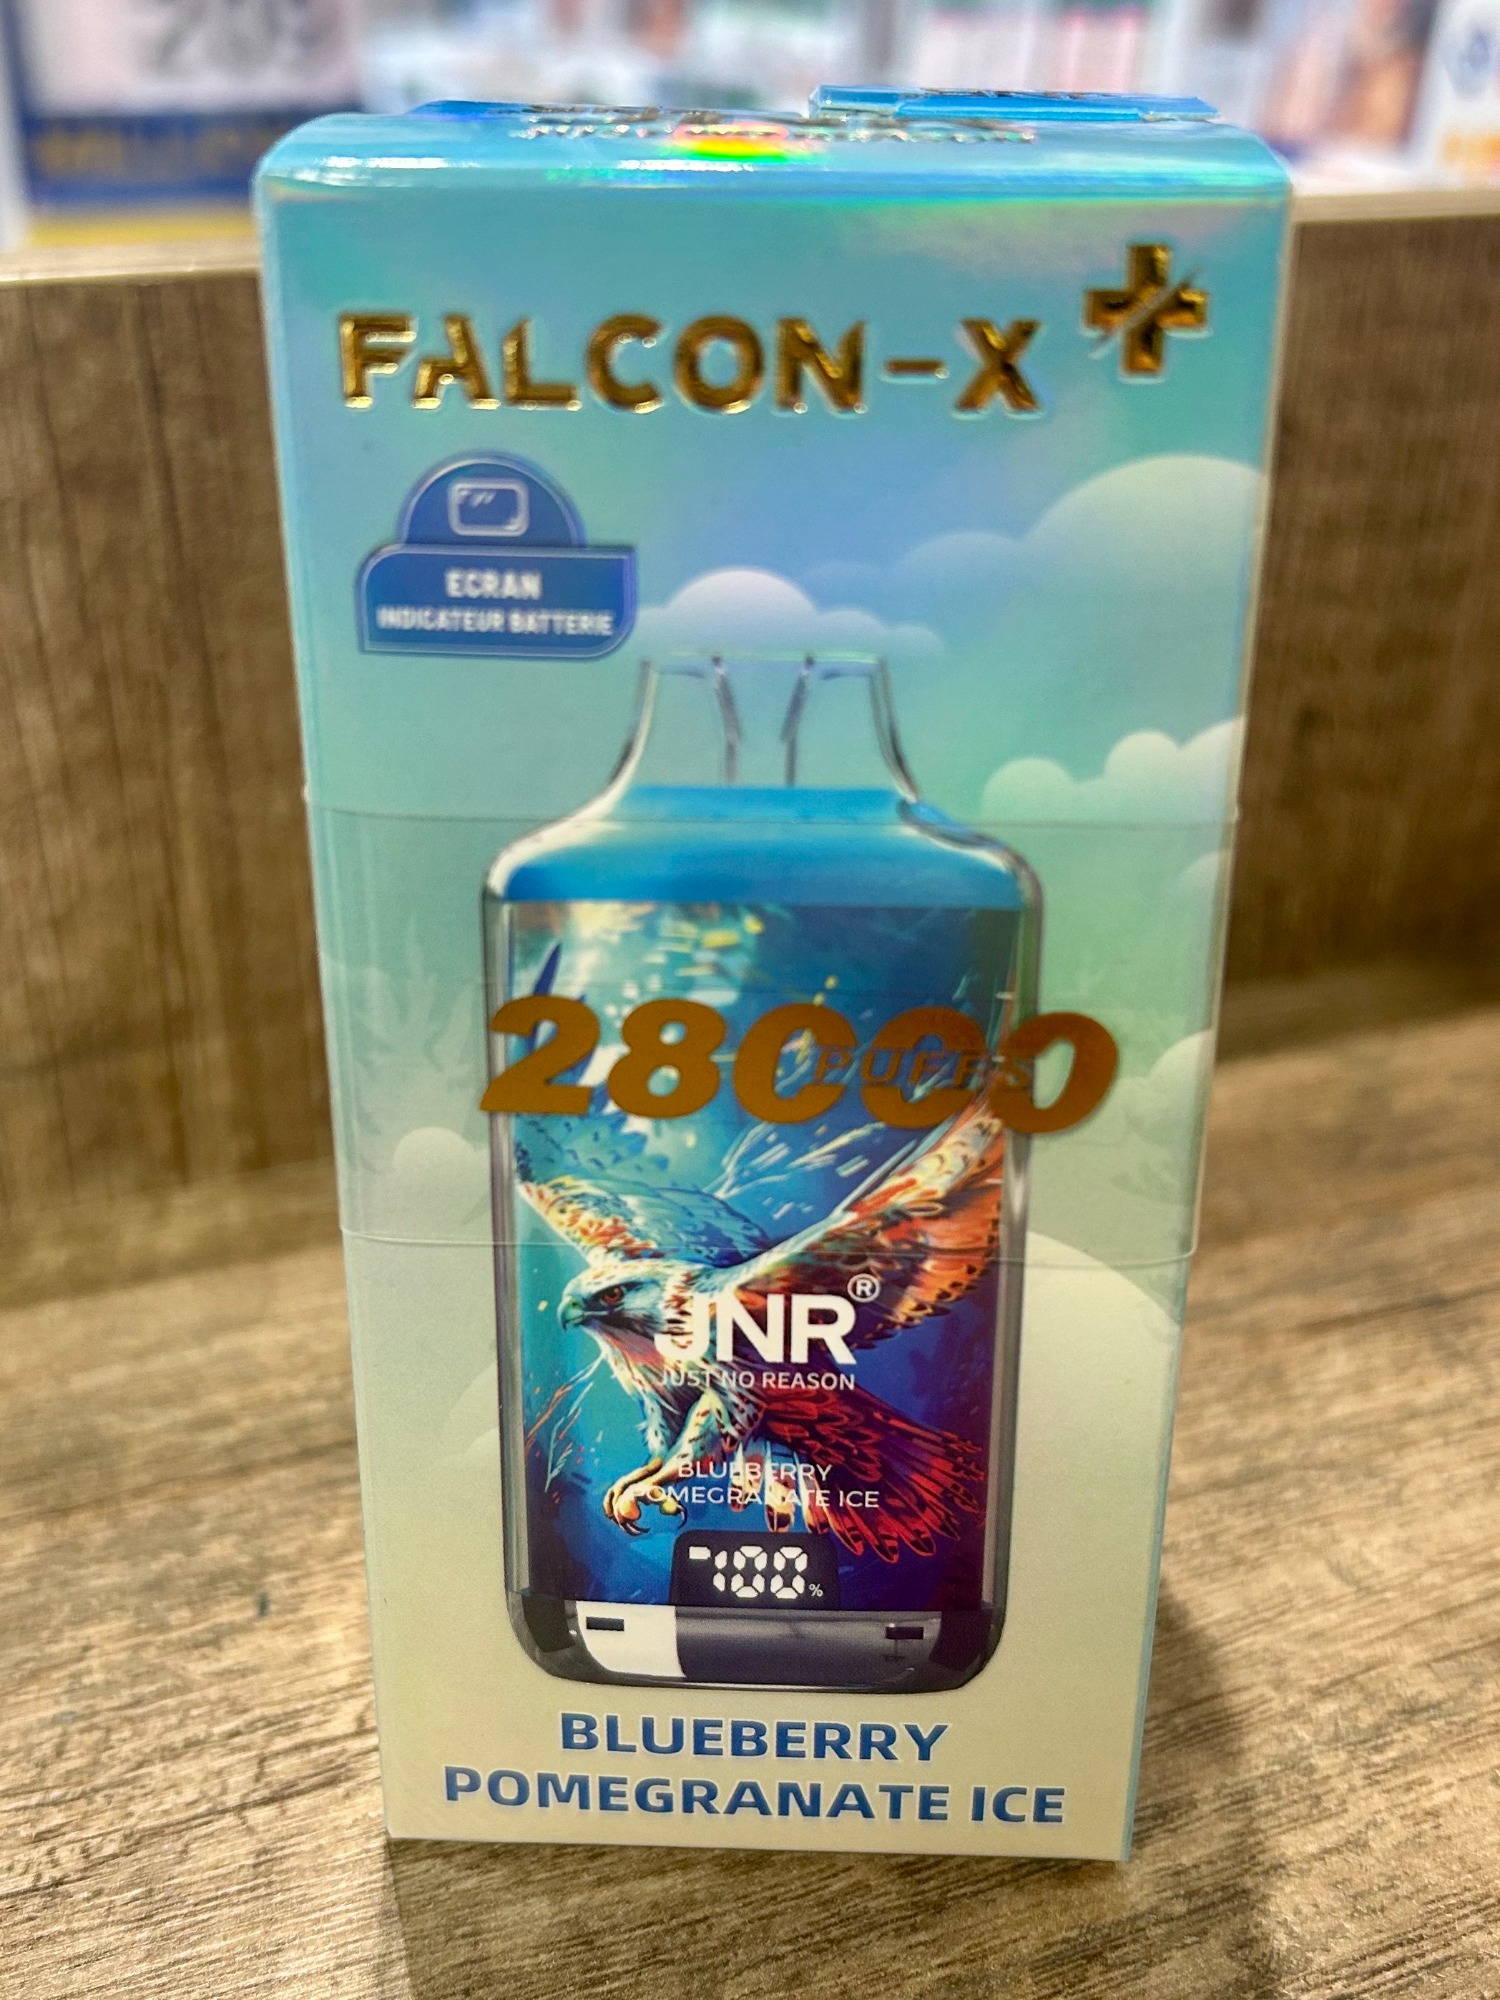 FALCON-X+
ECRAN
INDICATEUR BATTERIE
28000
PUFFS
JNR®
JUST NO REASON
BLUEBERRY
POMEGRANATE ICE
100%
BLUEBERRY
POMEGRANATE ICE